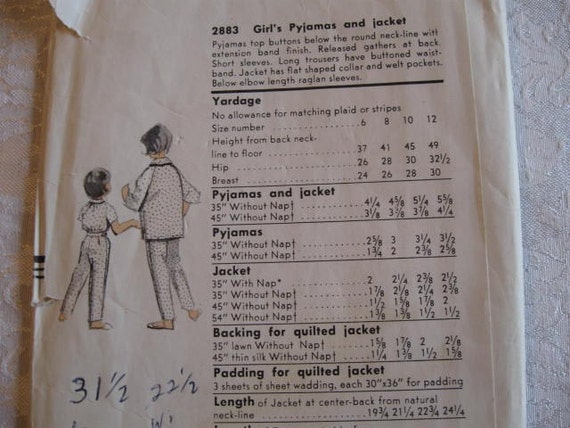 2883 Girl's Pyjamas and jacket
Pyjamas top buttons below the round neck-line with
extension band finish. Released gathers at back.
Short sleeves. Long trousers have buttoned waist-
band. Jacket has flat shaped collar and welt pockets.
Below elbow length raglan sleeves.
Yardage
No allowance for matching plaid or stripes
Size number . . . . . . . . . . . . . . . 6 8 10 12
Height from back neck-
line to floor . . . . . . . . . . . . . . 37 41 45 49
Hip . . . . . . . . . . . . . . . . . . . 26 28 30 32½
Breast . . . . . . . . . . . . . . . . . . 24 26 28 30
Pyjamas and jacket
35" Without Nap† . . . . . . . . . . 4¼ 4⅝ 5¼ 5⅝
45" Without Nap† . . . . . . . . . . 3⅛ 3⅜ 3⅞ 4¼
Pyjamas
35" Without Nap† . . . . . . . . . . 2⅝ 3 3¼ 3½
45" Without Nap† . . . . . . . . . . 1¾ 2 2⅜ 2⅝
Jacket
35" With Nap* . . . . . . . . . . . . 2 2¼ 2⅜ 2½
35" Without Nap† . . . . . . . . . . 1⅞ 2⅛ 2¼ 2⅜
45" Without Nap† . . . . . . . . . . 1½ 1⅝ 1⅞ 2
54" Without Nap† . . . . . . . . . . 1⅜ 1⅜ 1½ 1½
Backing for quilted jacket
35" lawn Without Nap† . . . . . . 1⅝ 1⅞ 2 2⅛
45" thin silk Without Nap† . . . . 1¼ 1⅜ 1½ 1⅝
Padding for quilted jacket
3 sheets of sheet wadding, each 30"x36" for padding
Length of Jacket at center-back from natural
neck-line . . . . . . . . . . . . . . 19¾ 21¼ 22¾ 24¼
31½ 22½